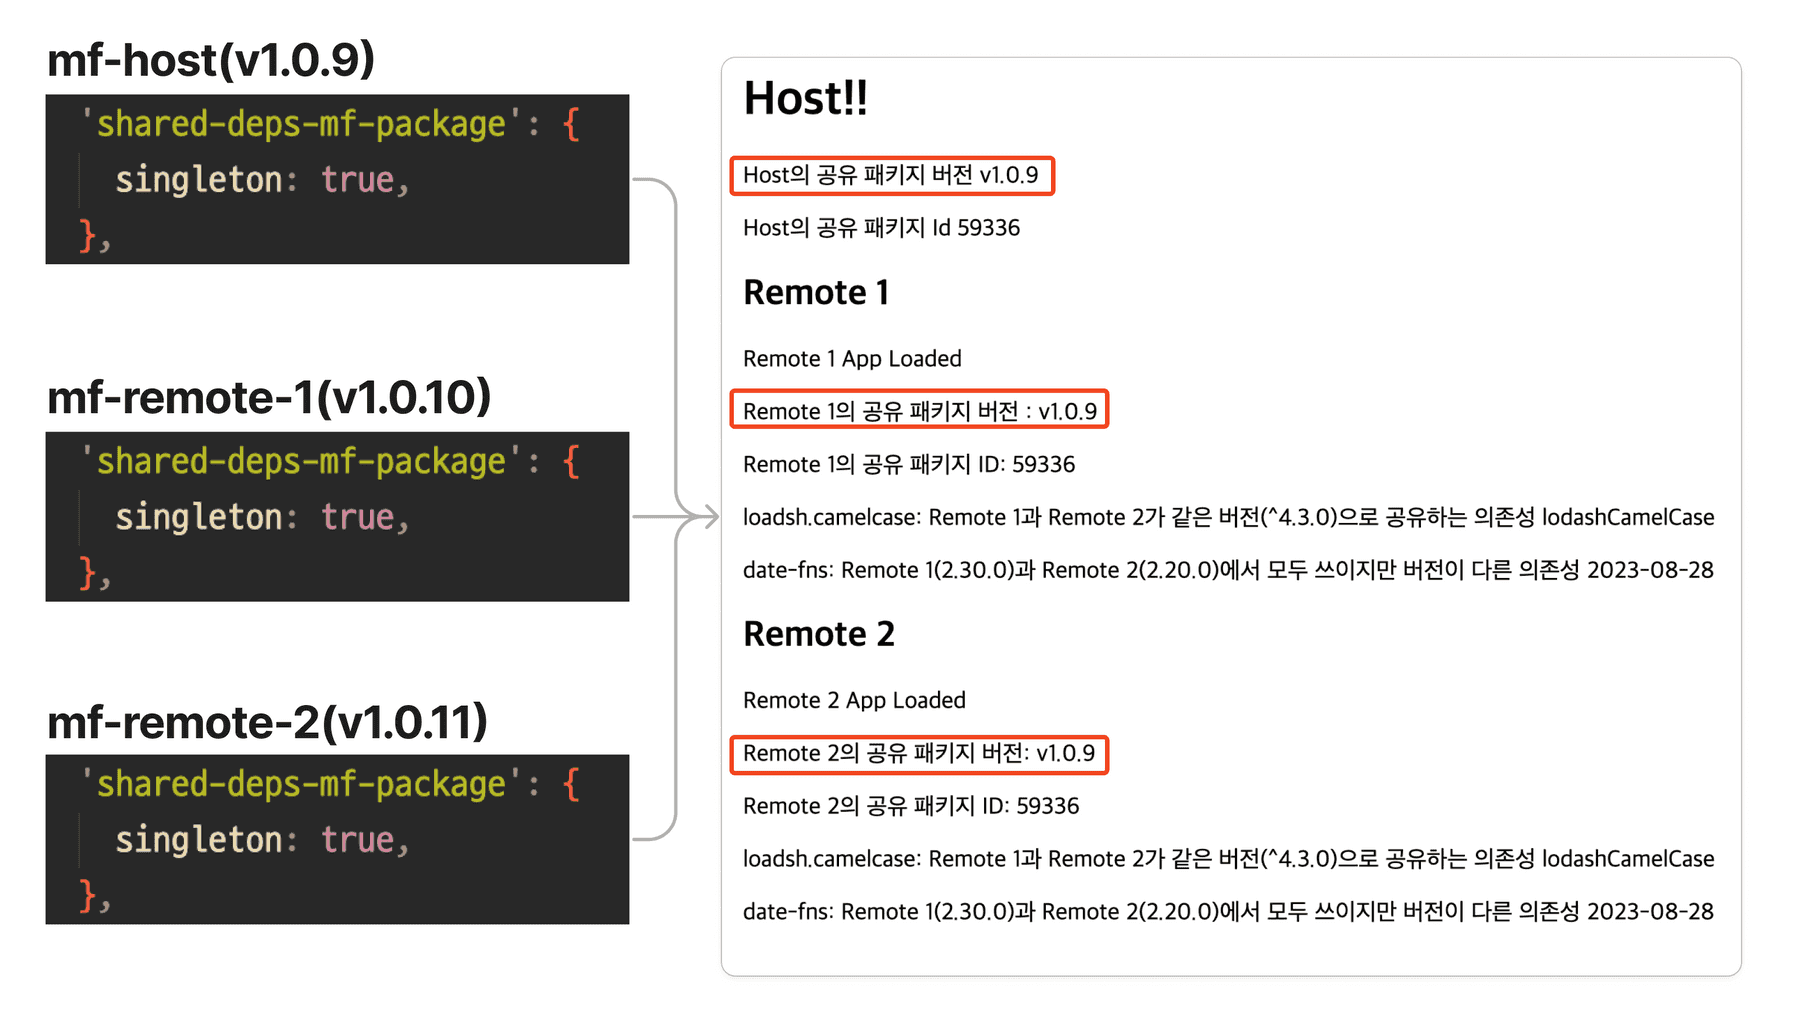 mf-host(v1.0.9)
'shared-deps-mf-package': {
singleton: true,
},
mf-remote-1(v1.0.10)
'shared-deps-mf-package': {
singleton: true,
},
mf-remote-2(v1.0.11)
'shared-deps-mf-package': {
singleton: true,
},
Host!!
Host의 공유 패키지 버전 v1.0.9
Host의 공유 패키지 Id 59336
Remote 1
Remote 1 App Loaded
Remote 1의 공유 패키지 버전 : v1.0.9
Remote 1의 공유 패키지 ID: 59336
loadsh.camelcase: Remote 1과 Remote 2가 같은 버전(^4.3.0)으로 공유하는 의존성 lodashCamelCase
date-fns: Remote 1(2.30.0)과 Remote 2(2.20.0)에서 모두 쓰이지만 버전이 다른 의존성 2023-08-28
Remote 2
Remote 2 App Loaded
Remote 2의 공유 패키지 버전: v1.0.9
Remote 2의 공유 패키지 ID: 59336
loadsh.camelcase: Remote 1과 Remote 2가 같은 버전(^4.3.0)으로 공유하는 의존성 lodashCamelCase
date-fns: Remote 1(2.30.0)과 Remote 2(2.20.0)에서 모두 쓰이지만 버전이 다른 의존성 2023-08-28